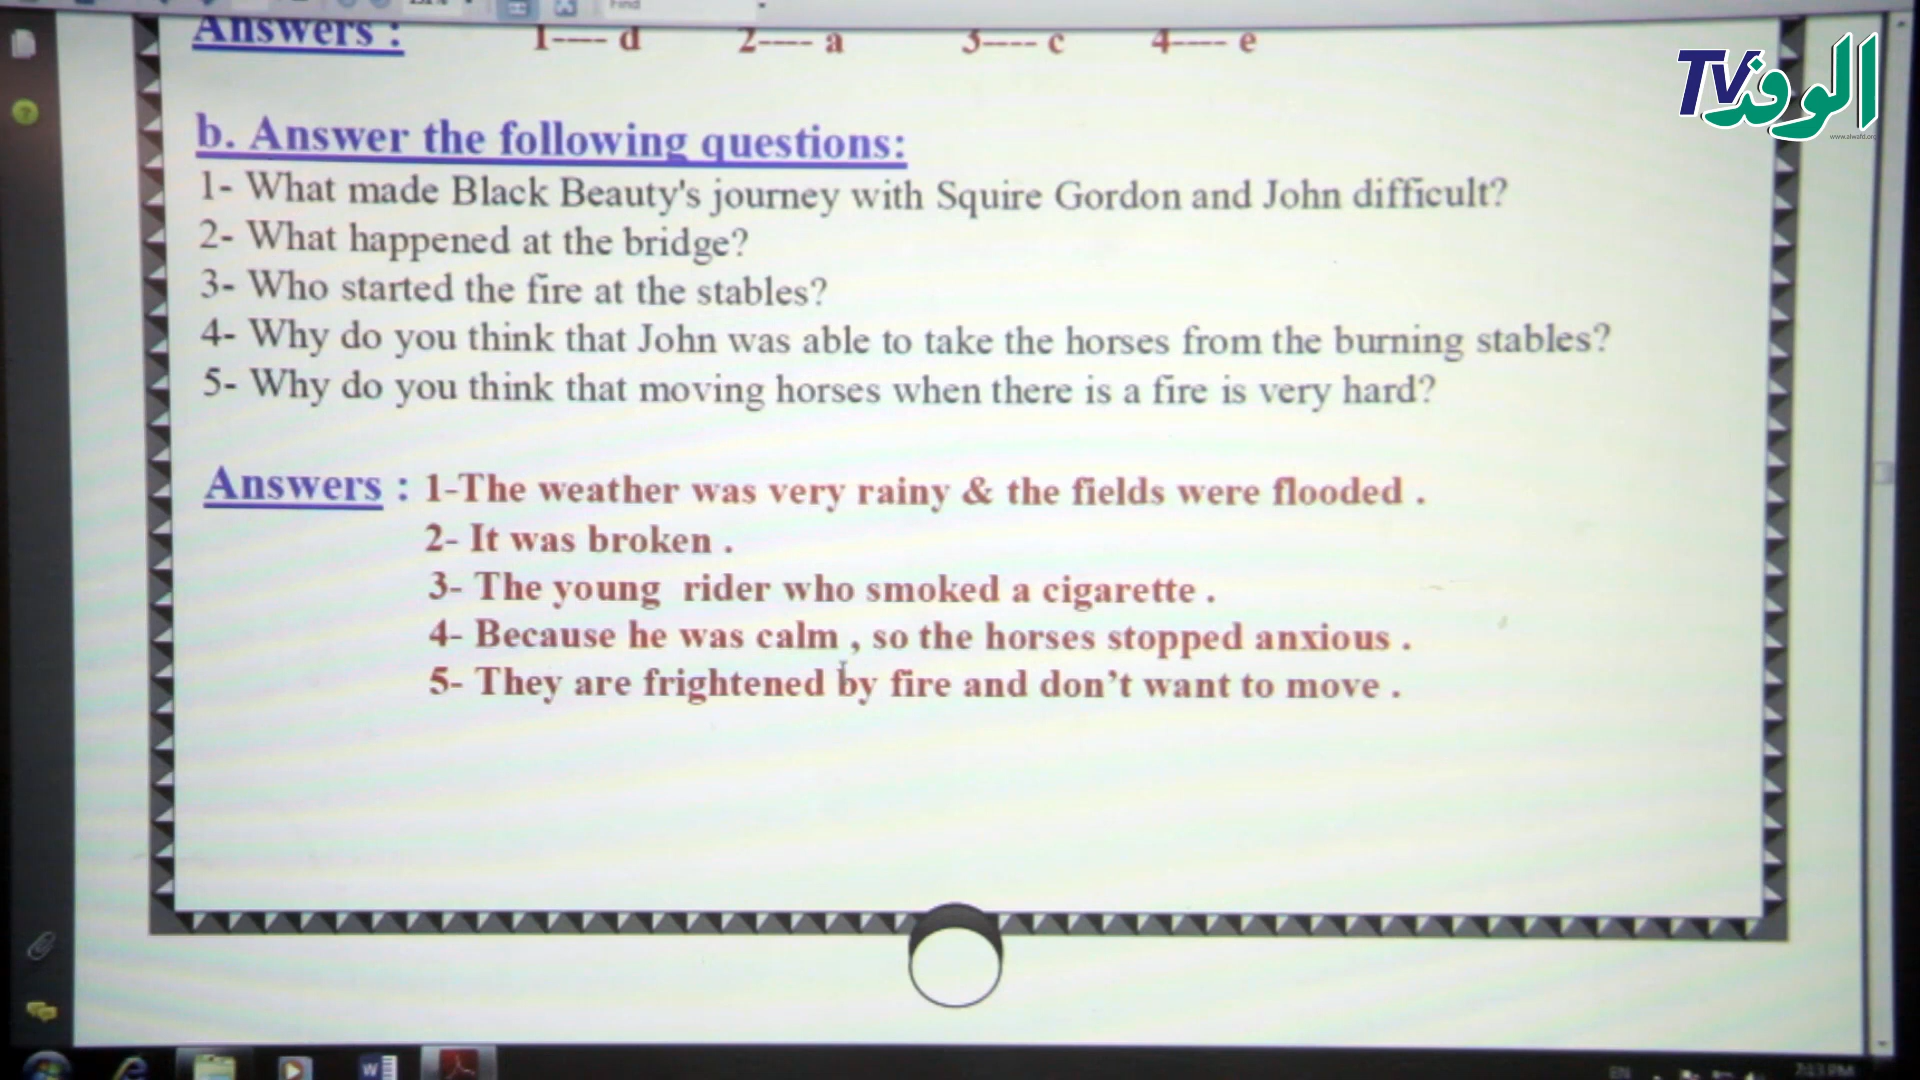 Find
Answers : 1---- d 2---- a 3---- c 4---- e
TV الوفد
b. Answer the following questions:
1- What made Black Beauty's journey with Squire Gordon and John difficult?
2- What happened at the bridge?
3- Who started the fire at the stables?
4- Why do you think that John was able to take the horses from the burning stables?
5- Why do you think that moving horses when there is a fire is very hard?
Answers : 1-The weather was very rainy & the fields were flooded .
2- It was broken .
3- The young rider who smoked a cigarette .
4- Because he was calm , so the horses stopped anxious .
5- They are frightened by fire and don’t want to move .
EN 7:13 PM